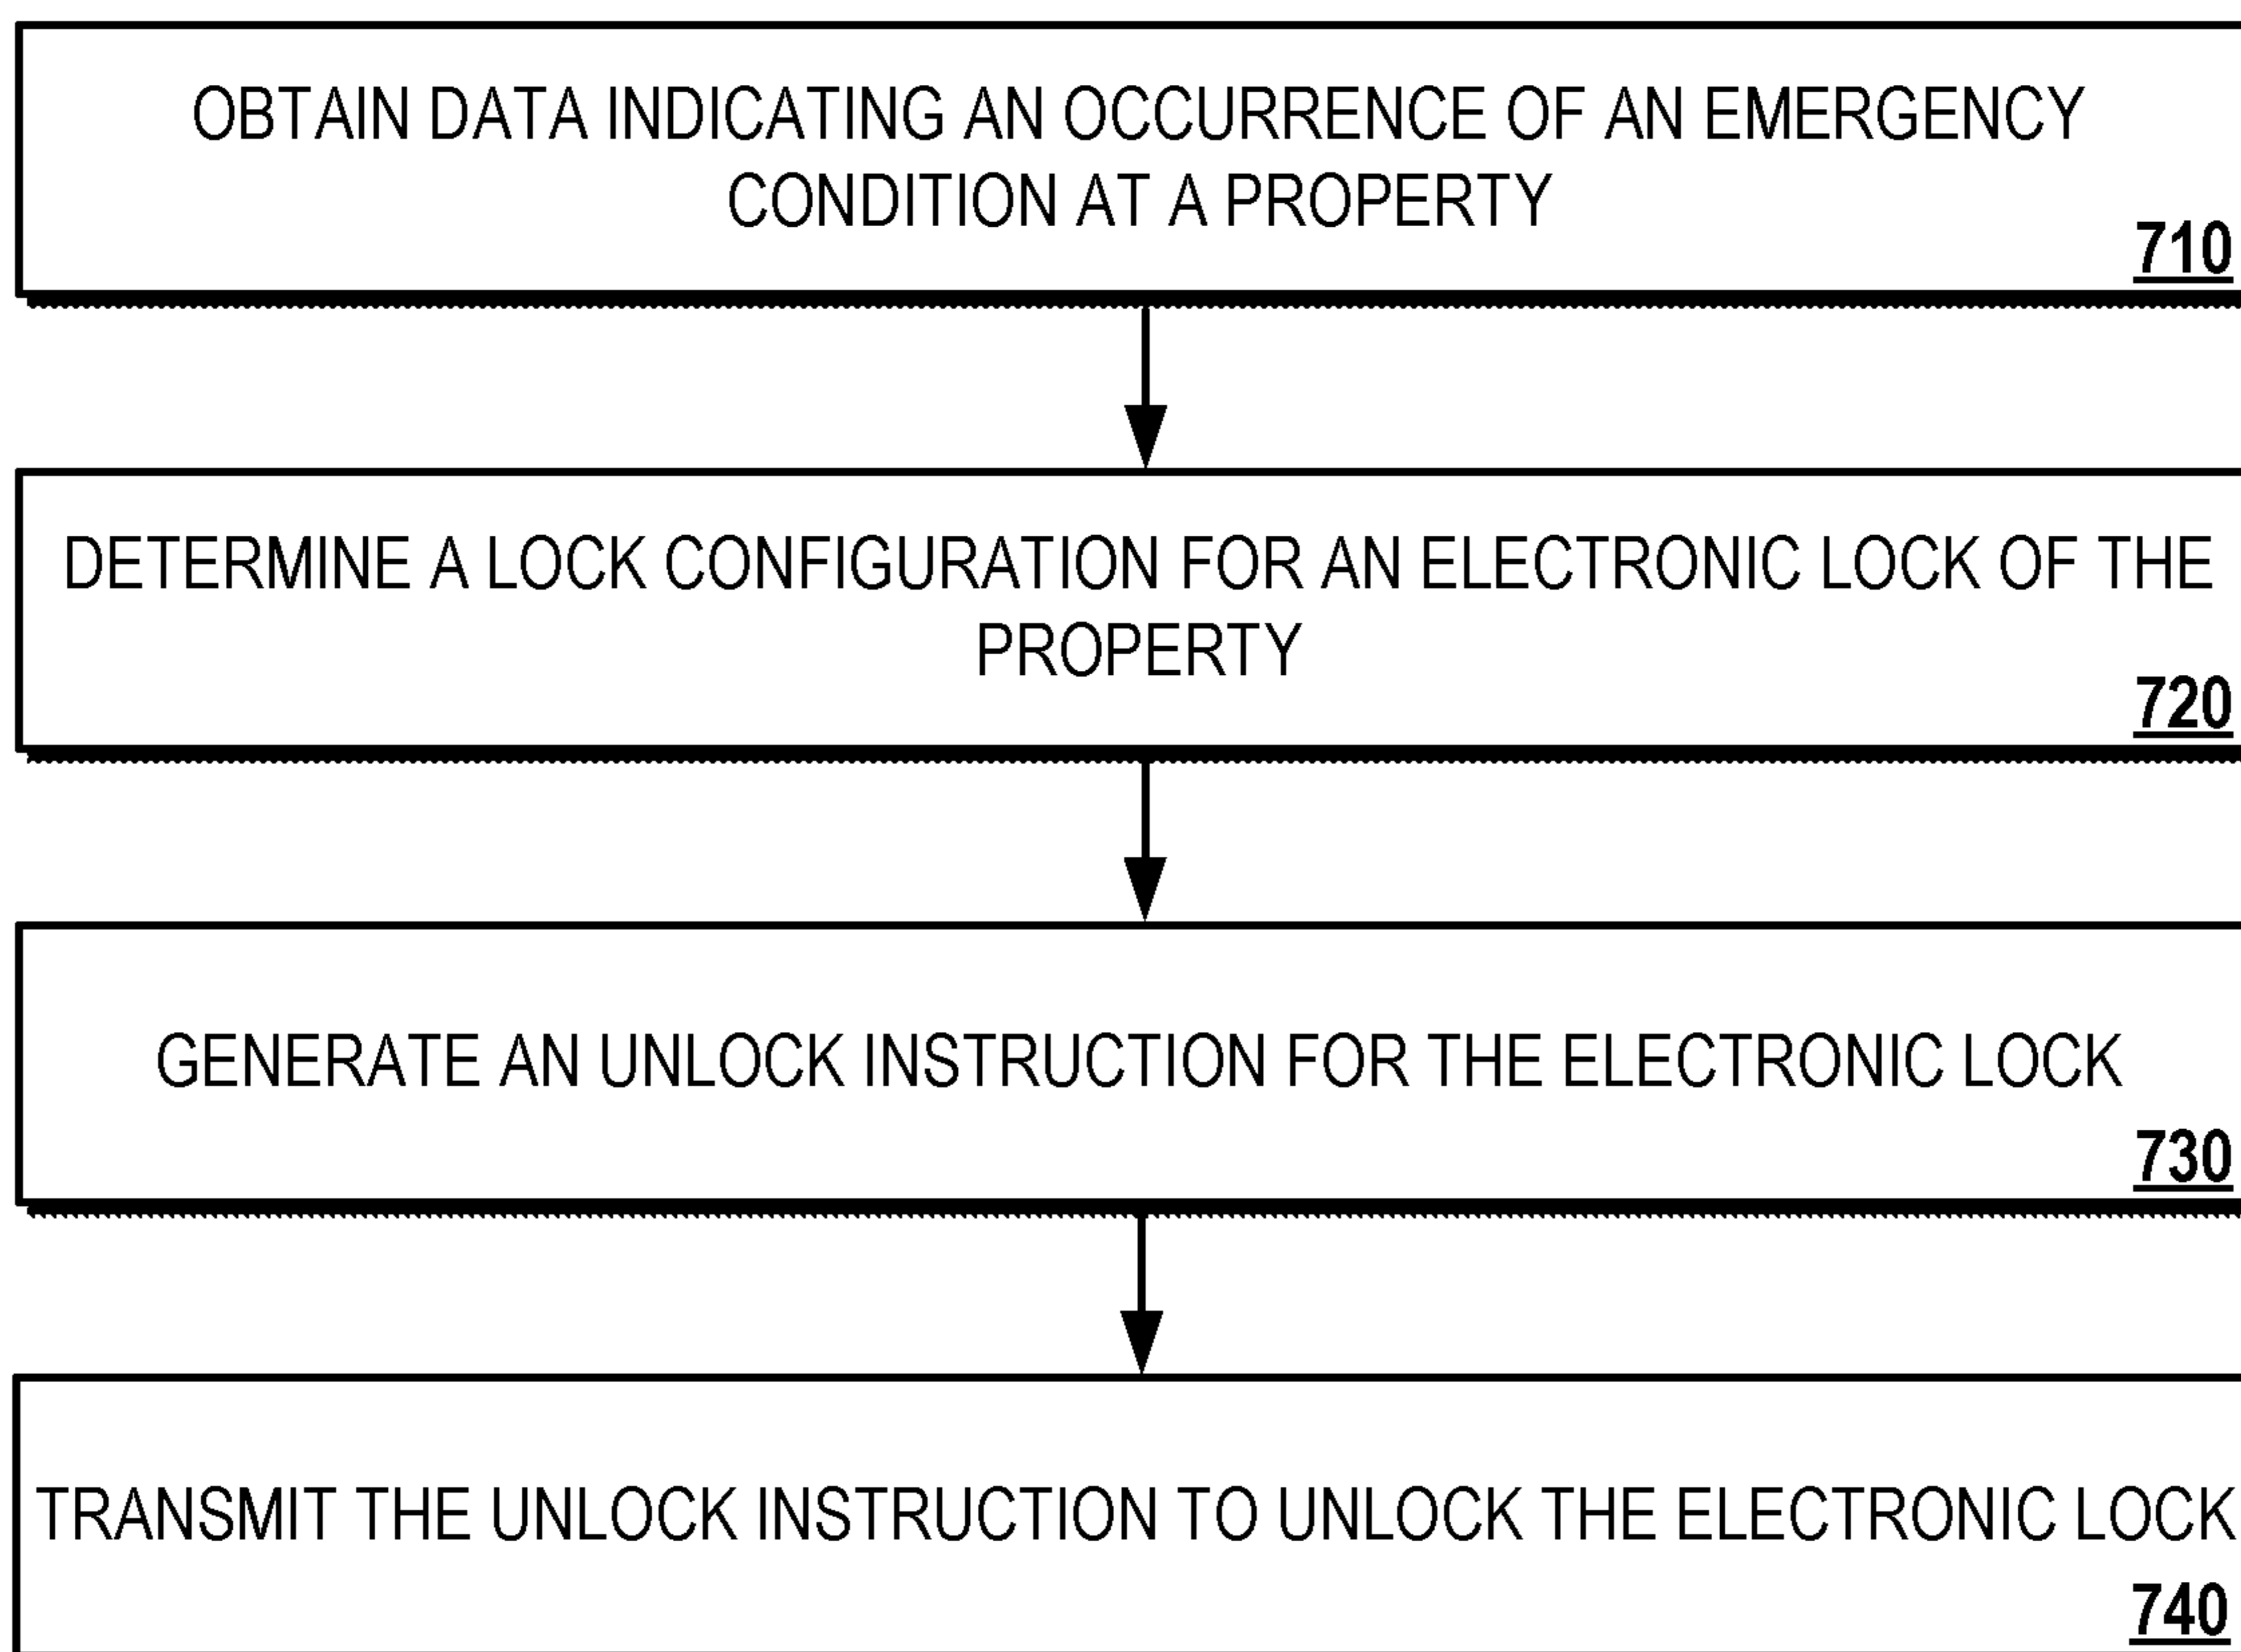 OBTAIN DATA INDICATING AN OCCURRENCE OF AN EMERGENCY
CONDITION AT A PROPERTY
710
DETERMINE A LOCK CONFIGURATION FOR AN ELECTRONIC LOCK OF THE
PROPERTY
720
GENERATE AN UNLOCK INSTRUCTION FOR THE ELECTRONIC LOCK
730
TRANSMIT THE UNLOCK INSTRUCTION TO UNLOCK THE ELECTRONIC LOCK
740